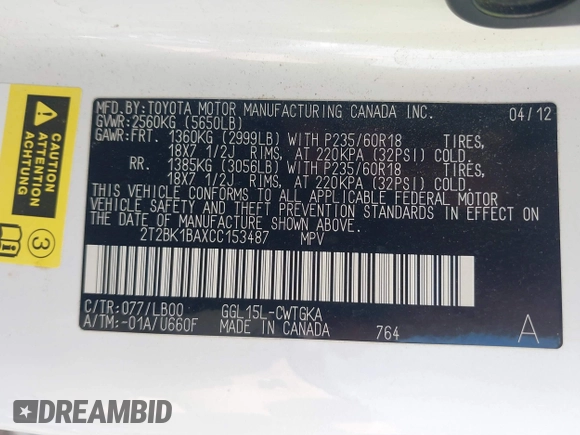 MFD.BY:TOYOTA MOTOR MANUFACTURING CANADA INC. 04/12
GVWR:2560KG (5650LB)
GAWR:FRT. 1360KG (2999LB) WITH P235/60R18 TIRES,
18X7 1/2J RIMS, AT 220KPA (32PSI) COLD.
RR. 1385KG (3056LB) WITH P235/60R18 TIRES,
18X7 1/2J RIMS, AT 220KPA (32PSI) COLD.
THIS VEHICLE CONFORMS TO ALL APPLICABLE FEDERAL MOTOR
VEHICLE SAFETY AND THEFT PREVENTION STANDARDS IN EFFECT ON
THE DATE OF MANUFACTURE SHOWN ABOVE.
2T2BK1BAXCC153487 MPV
C/TR:077/LB00 GGL15L-CWTGKA
A/TM:-01A/U660F MADE IN CANADA 764 A
CAUTION
ATTENTION
ACHTUNG
3
DREAMBID